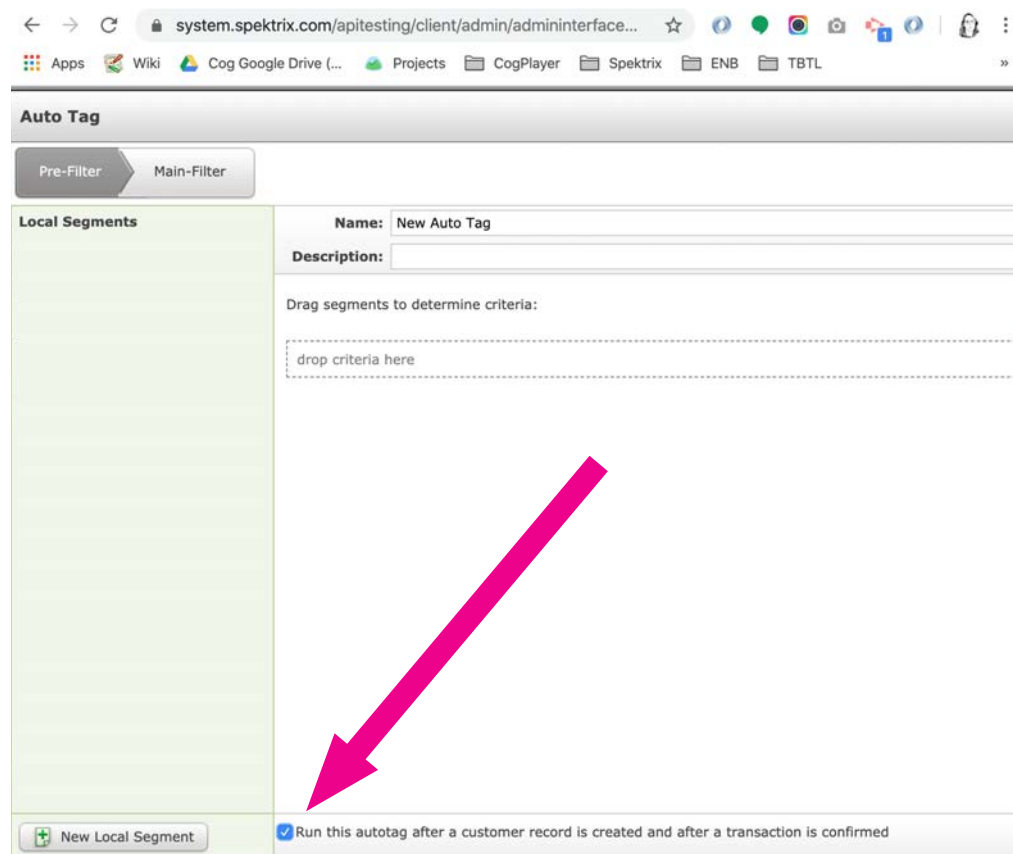 system.spektrix.com/apitesting/client/admin/admininterface...
1
Apps Wiki Cog Google Drive (... Projects CogPlayer Spektrix ENB TBTL »
Auto Tag
Pre-Filter Main-Filter
Local Segments
Name: New Auto Tag
Description:
Drag segments to determine criteria:
drop criteria here
New Local Segment
Run this autotag after a customer record is created and after a transaction is confirmed